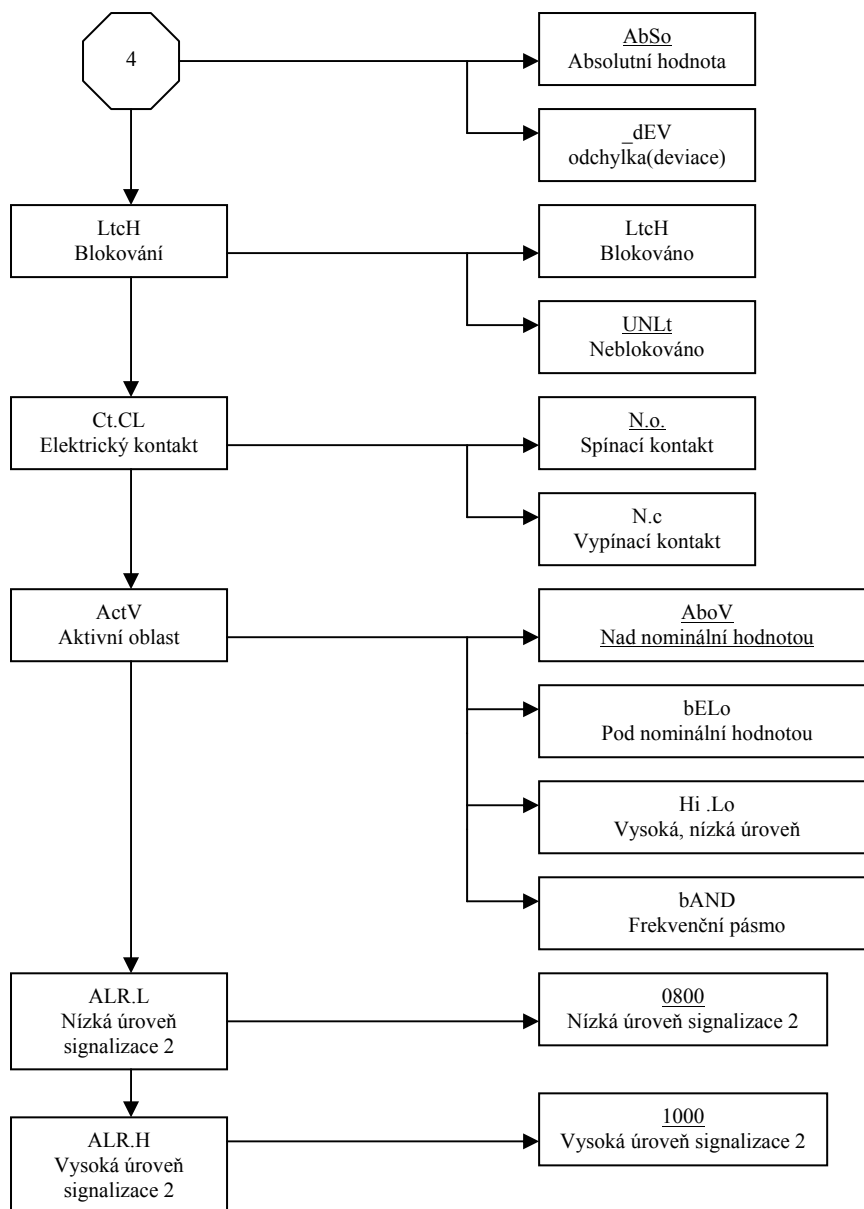 4
AbSo
Absolutní hodnota
_dEV
odchylka(deviace)
LtcH
Blokování
LtcH
Blokováno
UNLt
Neblokováno
Ct.CL
Elektrický kontakt
N.o.
Spínací kontakt
N.c
Vypínací kontakt
ActV
Aktivní oblast
AboV
Nad nominální hodnotou
bELo
Pod nominální hodnotou
Hi .Lo
Vysoká, nízká úroveň
bAND
Frekvenční pásmo
ALR.L
Nízká úroveň
signalizace 2
0800
Nízká úroveň signalizace 2
ALR.H
Vysoká úroveň
signalizace 2
1000
Vysoká úroveň signalizace 2